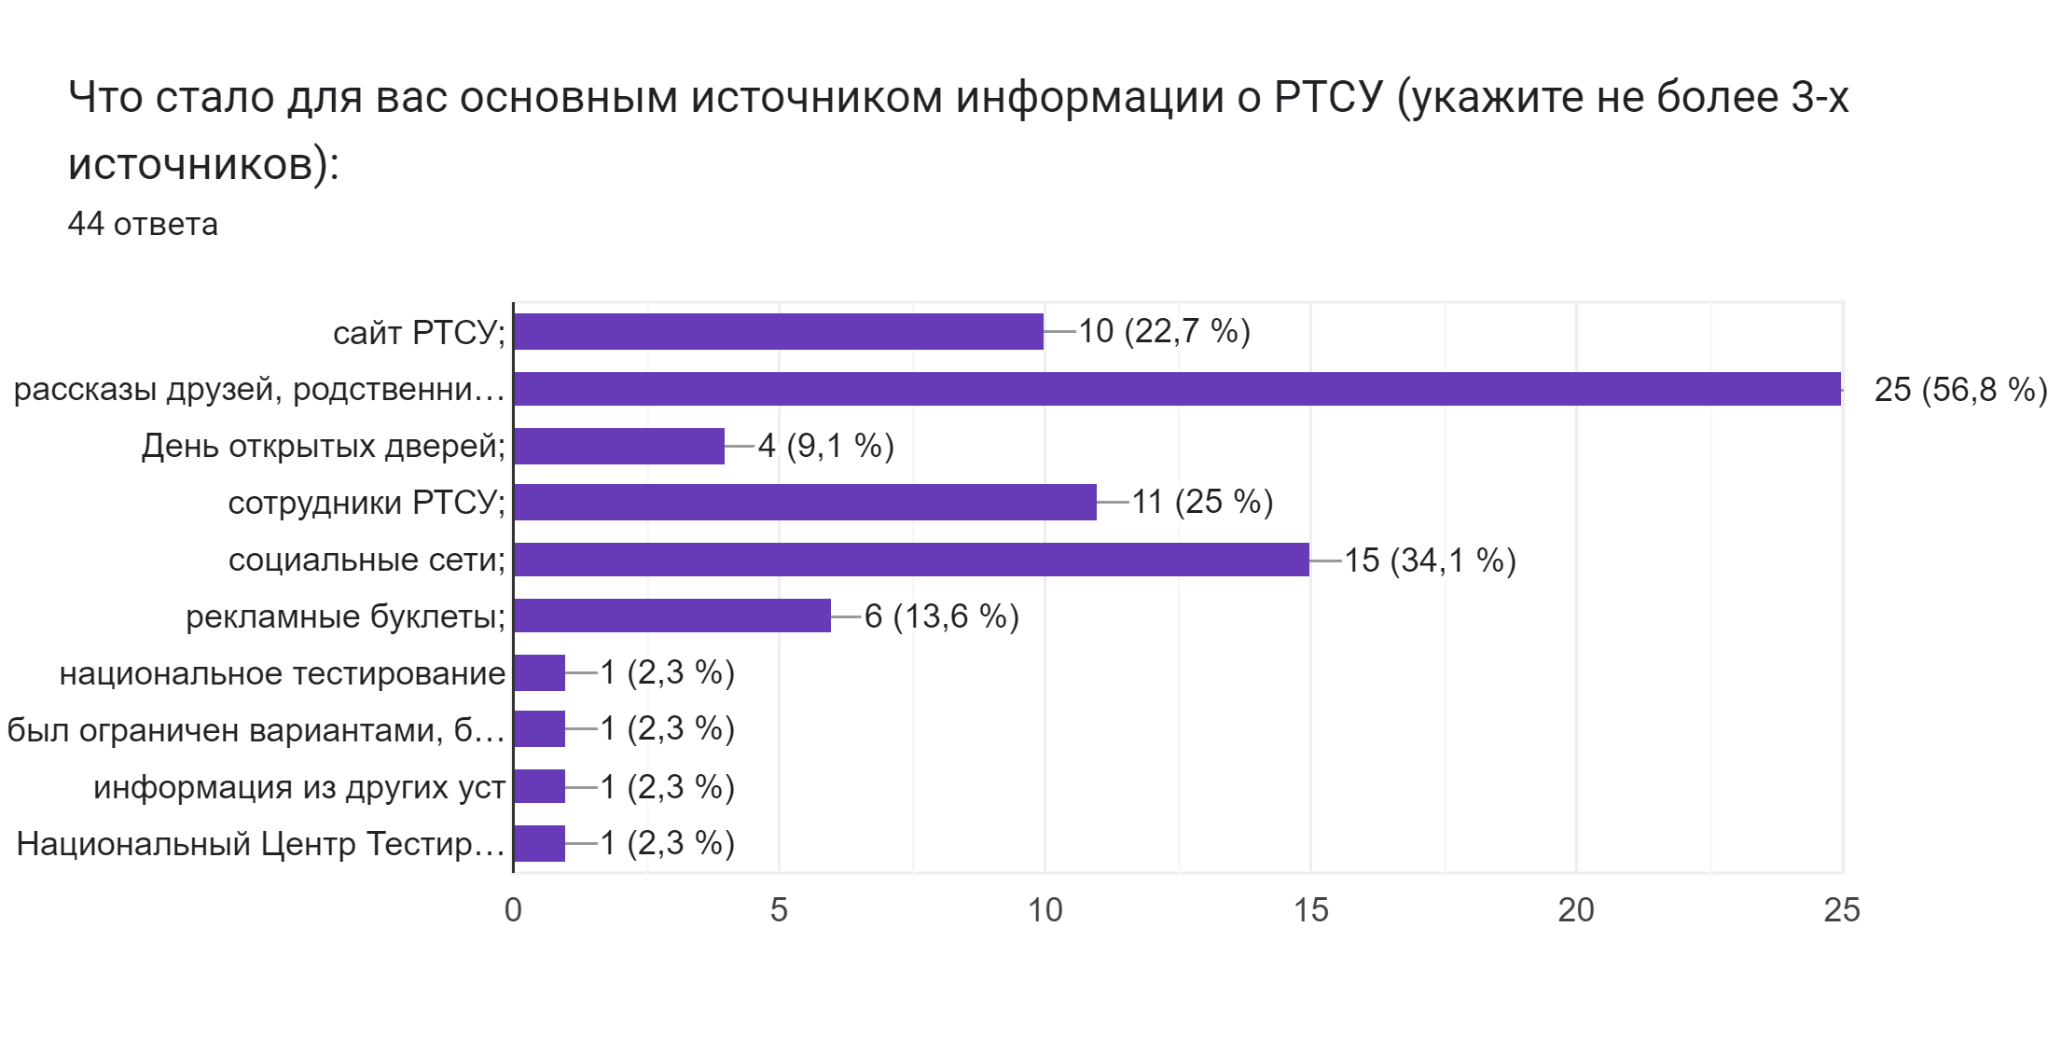 Что стало для вас основным источником информации о РТСУ (укажите не более 3-х
источников):
44 ответа
сайт РТСУ;
10 (22,7 %)
рассказы друзей, родственни…
25 (56,8 %)
День открытых дверей;
4 (9,1 %)
сотрудники РТСУ;
11 (25 %)
социальные сети;
15 (34,1 %)
рекламные буклеты;
6 (13,6 %)
национальное тестирование
1 (2,3 %)
был ограничен вариантами, б…
1 (2,3 %)
информация из других уст
1 (2,3 %)
Национальный Центр Тестир…
1 (2,3 %)
0 5 10 15 20 25